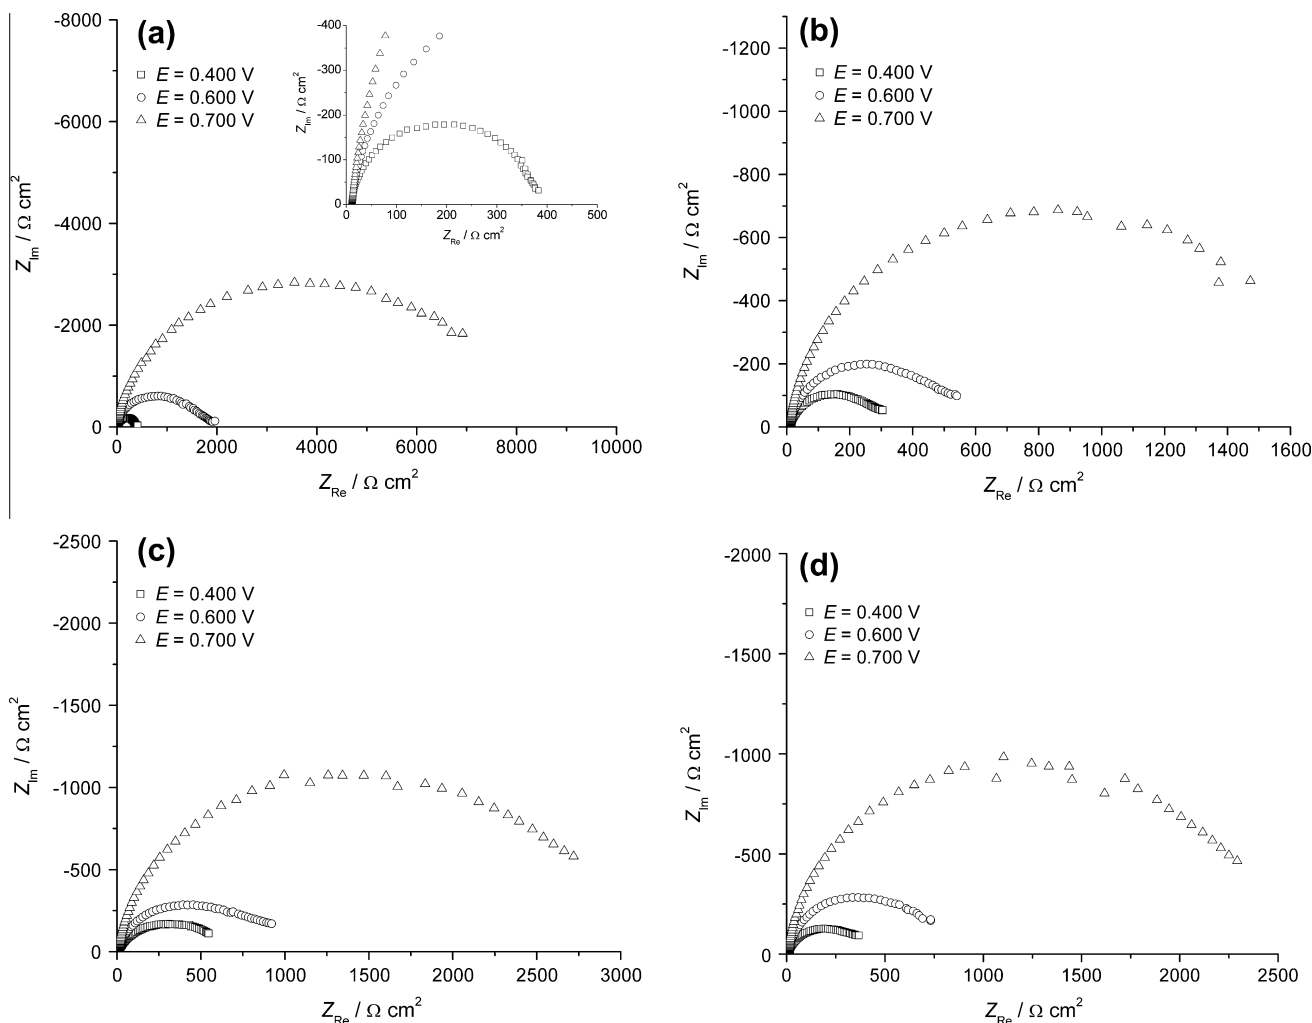 (a)
E = 0.400 V
E = 0.600 V
E = 0.700 V
-8000
-6000
-4000
-2000
0
Z_Im / Ω cm²
0 2000 4000 6000 8000 10000
Z_Re / Ω cm²
-400
-300
-200
-100
0
Z_Im / Ω cm²
0 100 200 300 400 500
Z_Re / Ω cm²
(b)
E = 0.400 V
E = 0.600 V
E = 0.700 V
-1200
-1000
-800
-600
-400
-200
0
Z_Im / Ω cm²
0 200 400 600 800 1000 1200 1400 1600
Z_Re / Ω cm²
(c)
E = 0.400 V
E = 0.600 V
E = 0.700 V
-2500
-2000
-1500
-1000
-500
0
Z_Im / Ω cm²
0 500 1000 1500 2000 2500 3000
Z_Re / Ω cm²
(d)
E = 0.400 V
E = 0.600 V
E = 0.700 V
-2000
-1500
-1000
-500
0
Z_Im / Ω cm²
0 500 1000 1500 2000 2500
Z_Re / Ω cm²